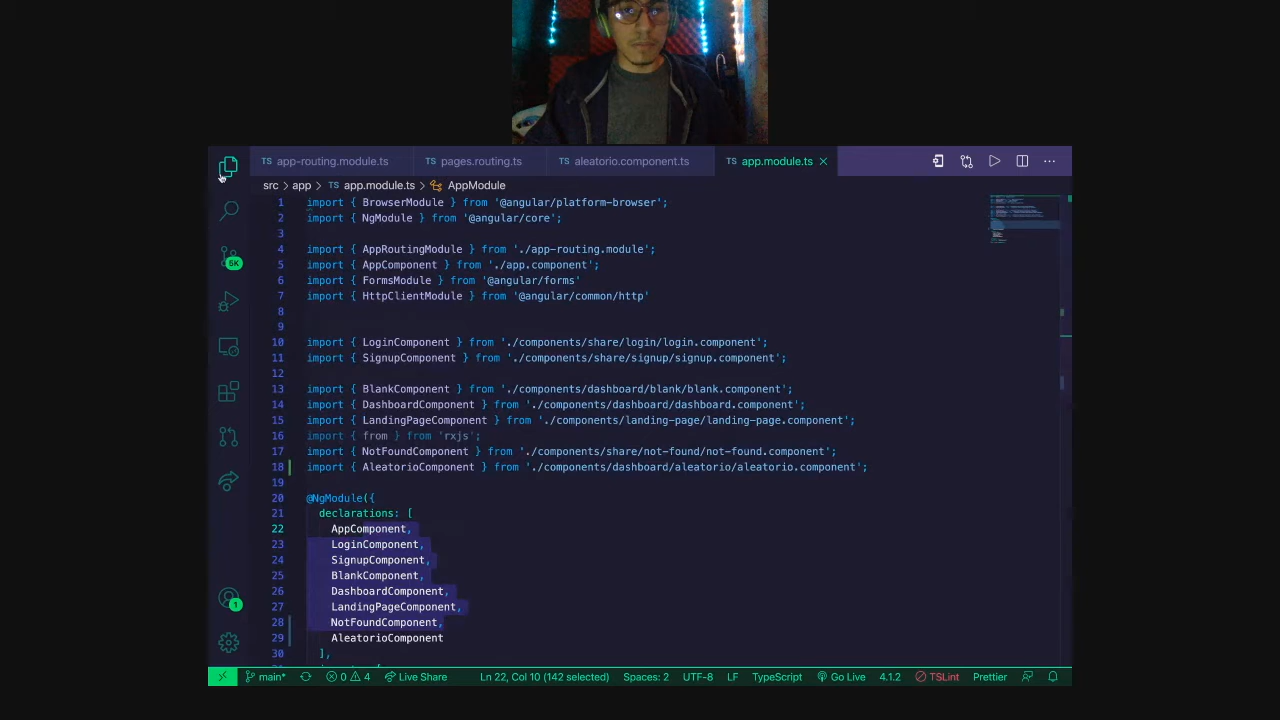 TS app-routing.module.ts TS pages.routing.ts TS aleatorio.component.ts TS app.module.ts
src > app > TS app.module.ts > AppModule
1 import { BrowserModule } from '@angular/platform-browser';
2 import { NgModule } from '@angular/core';
3
4 import { AppRoutingModule } from './app-routing.module';
5 import { AppComponent } from './app.component';
6 import { FormsModule } from '@angular/forms'
7 import { HttpClientModule } from '@angular/common/http'
8
9
10 import { LoginComponent } from './components/share/login/login.component';
11 import { SignupComponent } from './components/share/signup/signup.component';
12
13 import { BlankComponent } from './components/dashboard/blank/blank.component';
14 import { DashboardComponent } from './components/dashboard/dashboard.component';
15 import { LandingPageComponent } from './components/landing-page/landing-page.component';
16 import { from } from 'rxjs';
17 import { NotFoundComponent } from './components/share/not-found/not-found.component';
18 import { AleatorioComponent } from './components/dashboard/aleatorio/aleatorio.component';
19
20 @NgModule({
21 declarations: [
22 AppComponent,
23 LoginComponent,
24 SignupComponent,
25 BlankComponent,
26 DashboardComponent,
27 LandingPageComponent,
28 NotFoundComponent,
29 AleatorioComponent
30 ],
5K
1
main* 0 4 Live Share Ln 22, Col 10 (142 selected) Spaces: 2 UTF-8 LF TypeScript Go Live 4.1.2 TSLint Prettier